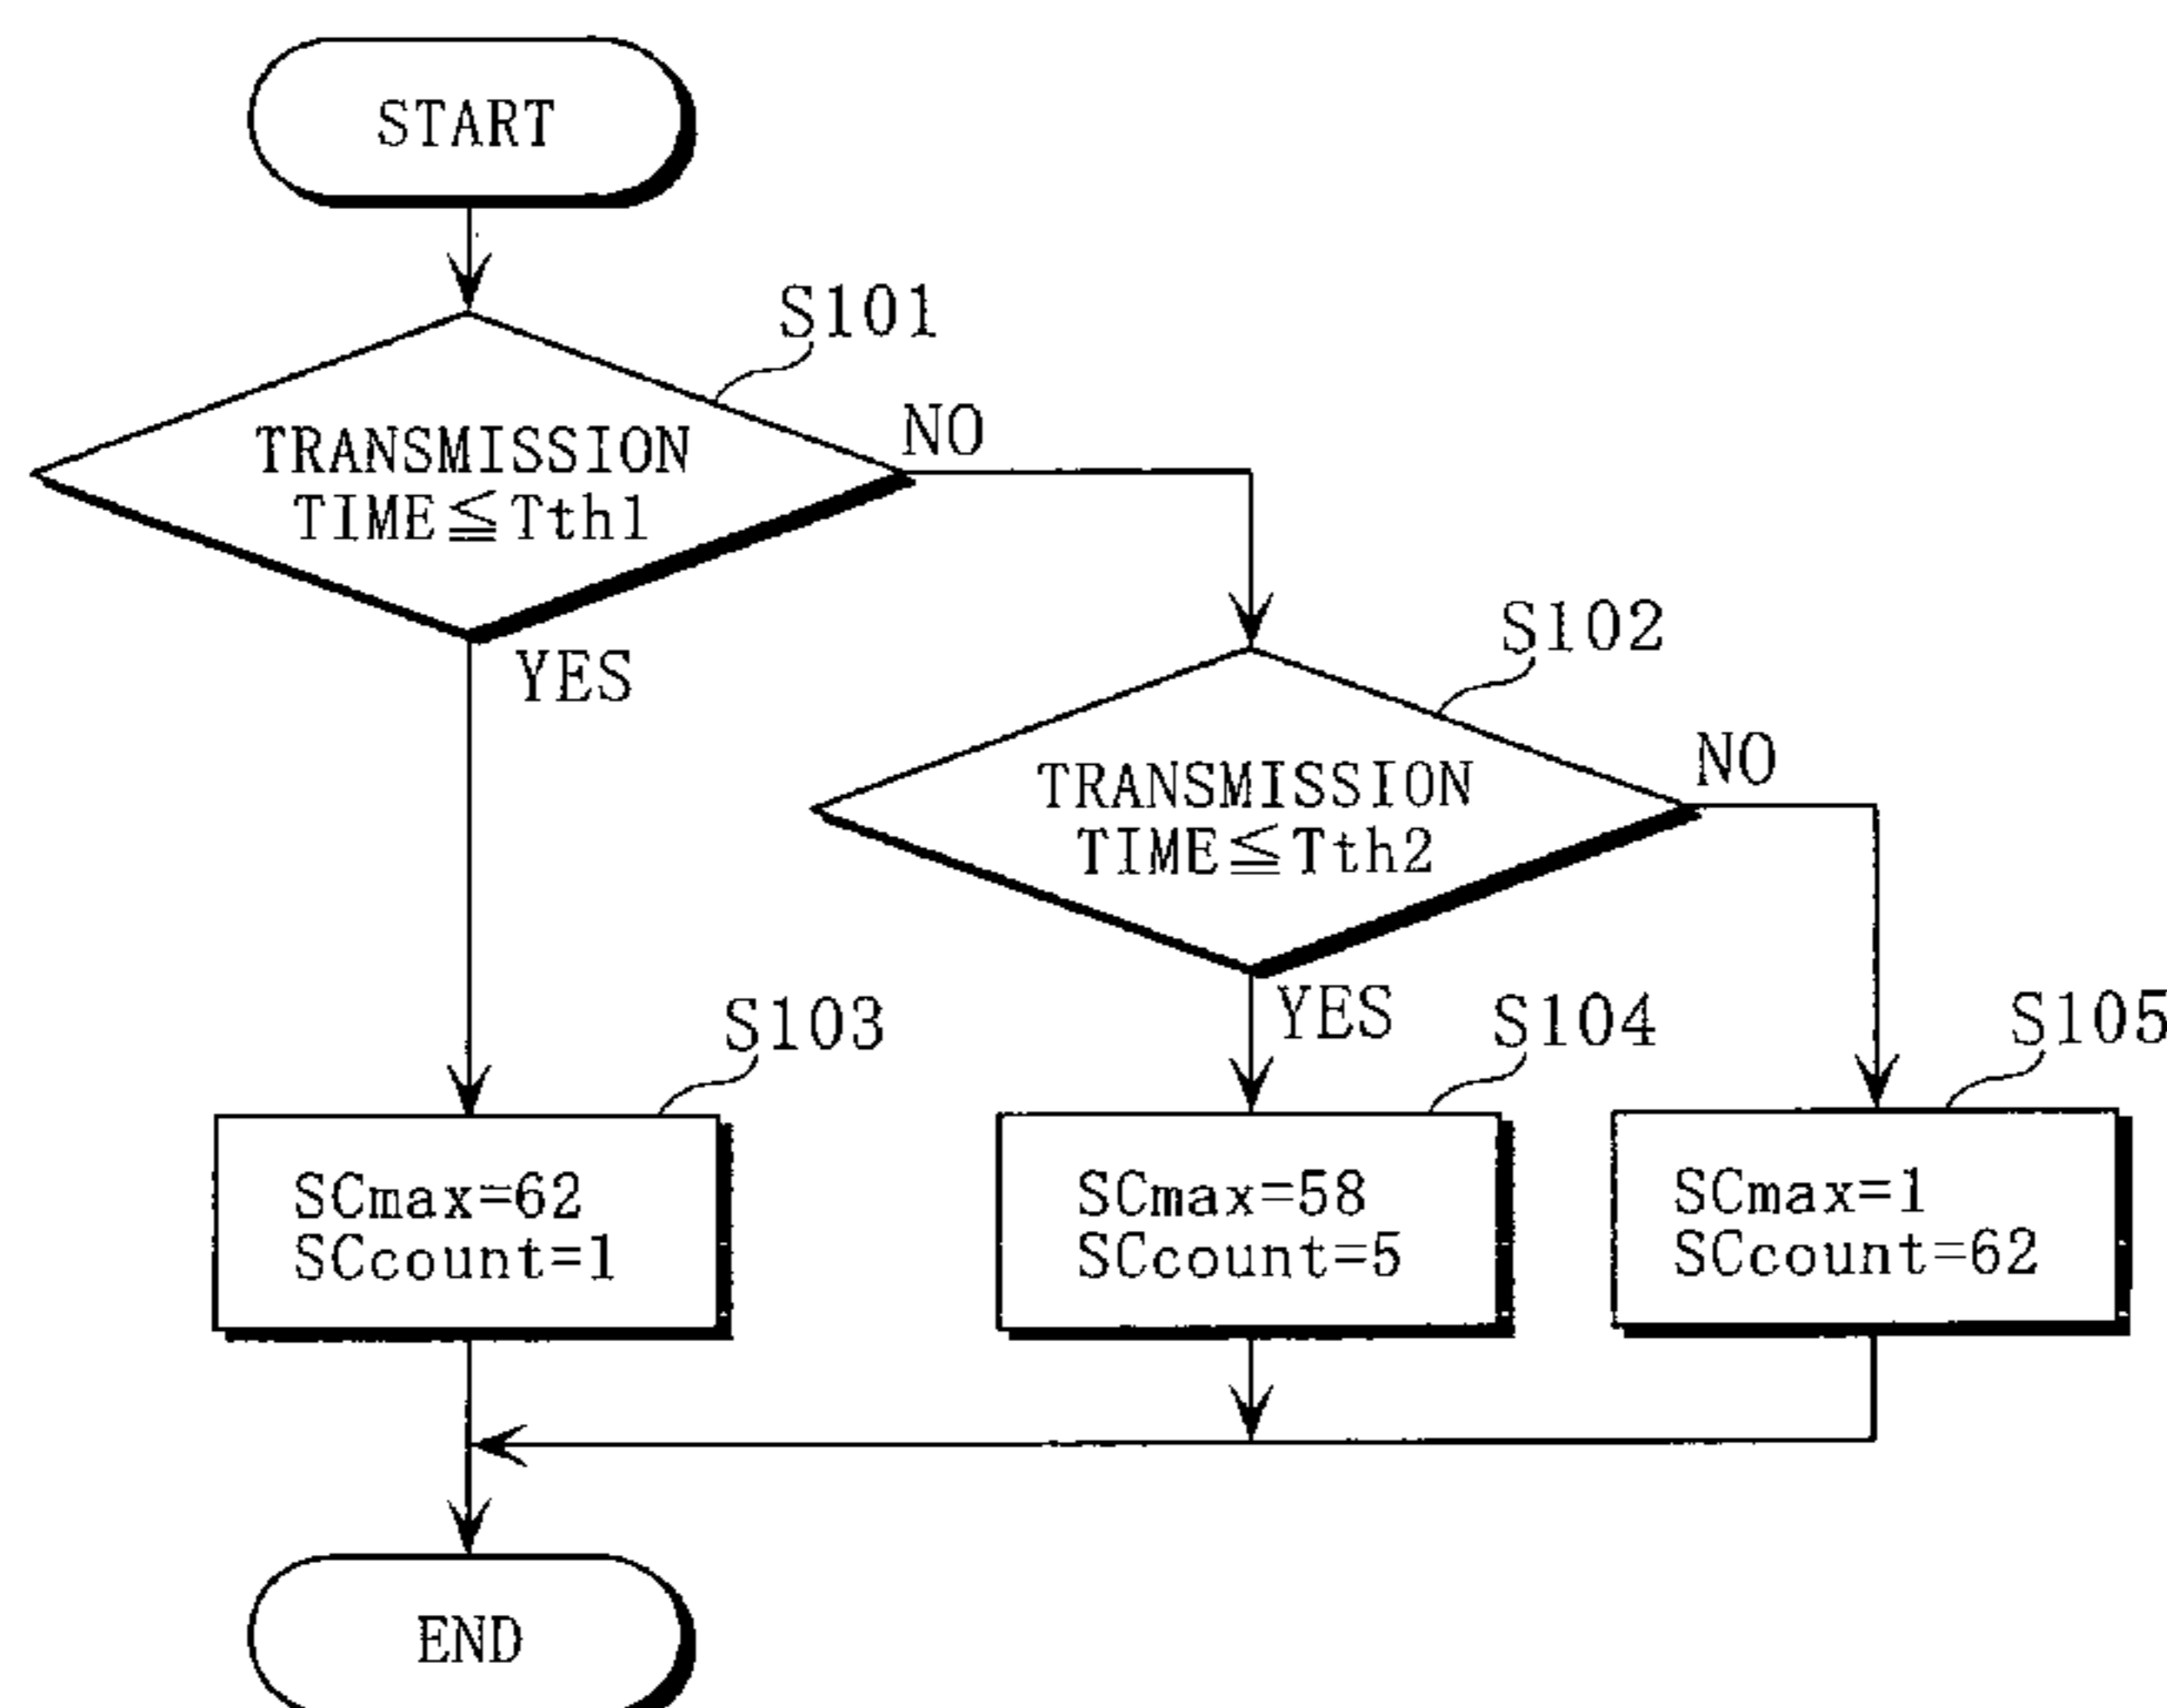 START
S101
TRANSMISSION
TIME≦Tth1
NO
YES
S102
TRANSMISSION
TIME≦Tth2
NO
YES
S103
SCmax=62
SCcount=1
S104
SCmax=58
SCcount=5
S105
SCmax=1
SCcount=62
END